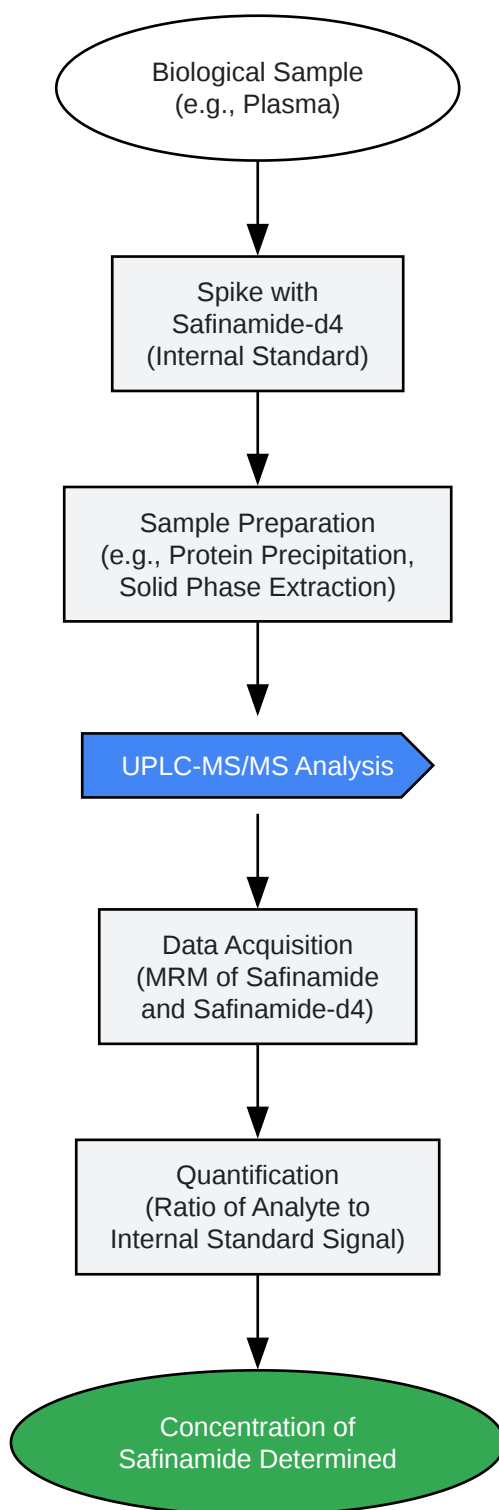 Biological Sample
(e.g., Plasma)
Spike with
Safinamide-d4
(Internal Standard)
Sample Preparation
(e.g., Protein Precipitation,
Solid Phase Extraction)
UPLC-MS/MS Analysis
Data Acquisition
(MRM of Safinamide
and Safinamide-d4)
Quantification
(Ratio of Analyte to
Internal Standard Signal)
Concentration of
Safinamide Determined